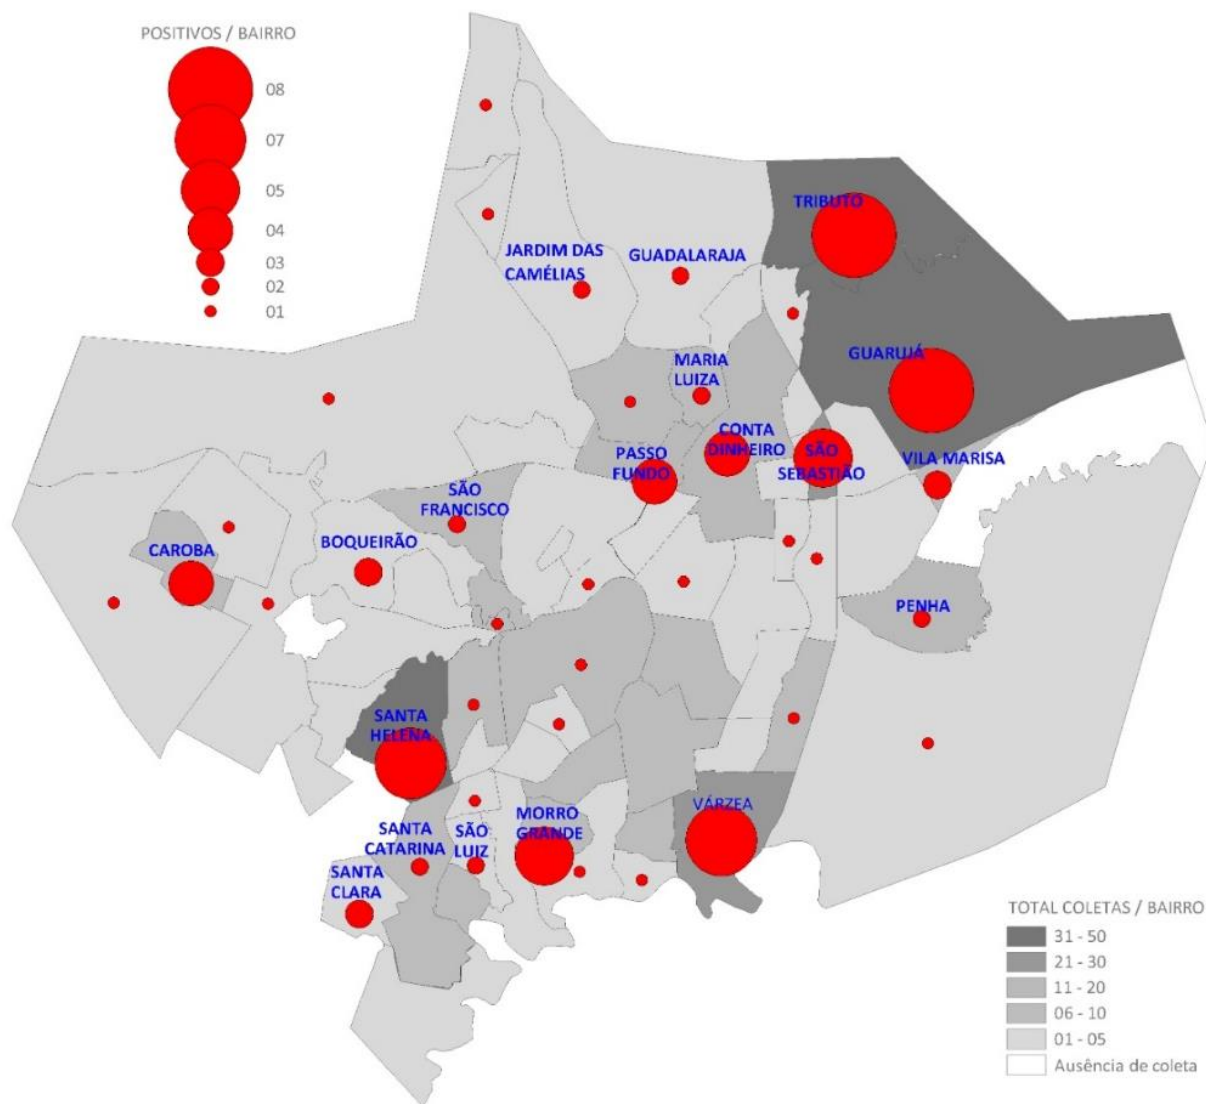 POSITIVOS / BAIRRO
08
07
05
04
03
02
01
TRIBUTO
JARDIM DAS
CAMÉLIAS
GUADALARAJA
GUARUJÁ
MARIA
LUIZA
CONTA
DINHEIRO
PASSO
FUNDO
SÃO
SEBASTIÃO
VILA MARISA
SÃO
FRANCISCO
BOQUEIRÃO
CAROBA
PENHA
SANTA
HELENA
VÁRZEA
MORRO
GRANDE
SANTA
CATARINA
SÃO
LUIZ
SANTA
CLARA
TOTAL COLETAS / BAIRRO
31 - 50
21 - 30
11 - 20
06 - 10
01 - 05
Ausência de coleta